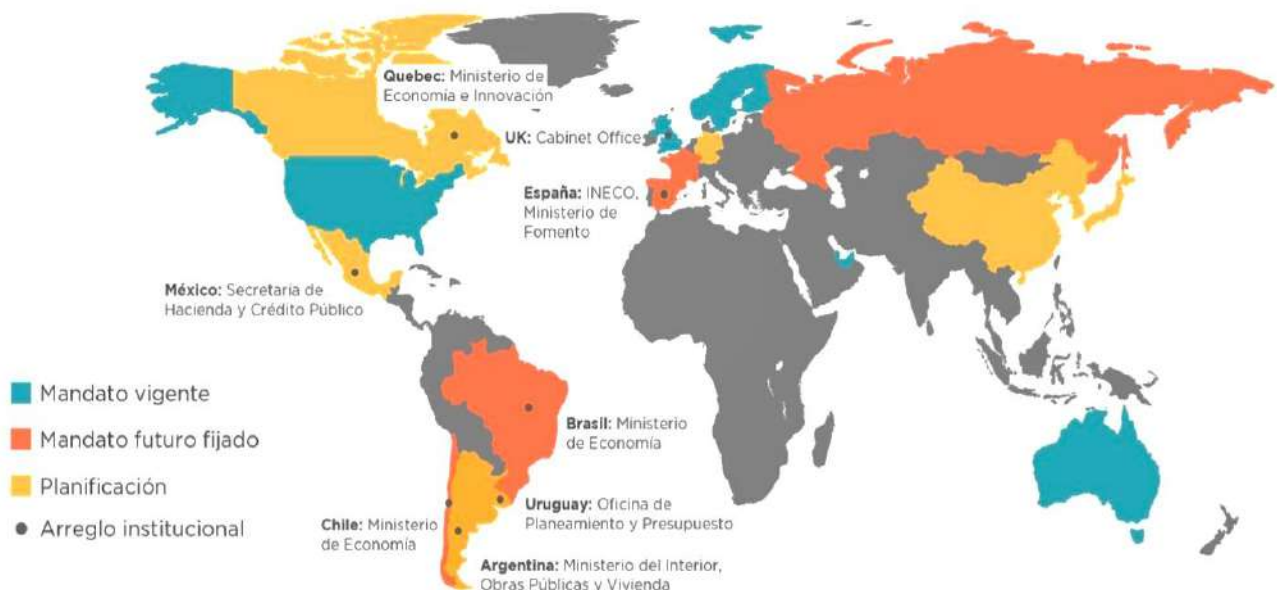 Quebec: Ministerio de
Economía e Innovación
UK: Cabinet Office
España: INECO,
Ministerio de
Fomento
México: Secretaría de
Hacienda y Crédito Público
Mandato vigente
Mandato futuro fijado
Planificación
Arreglo institucional
Brasil: Ministerio
de Economía
Uruguay: Oficina de
Planeamiento y Presupuesto
Chile: Ministerio
de Economía
Argentina: Ministerio del Interior,
Obras Públicas y Vivienda